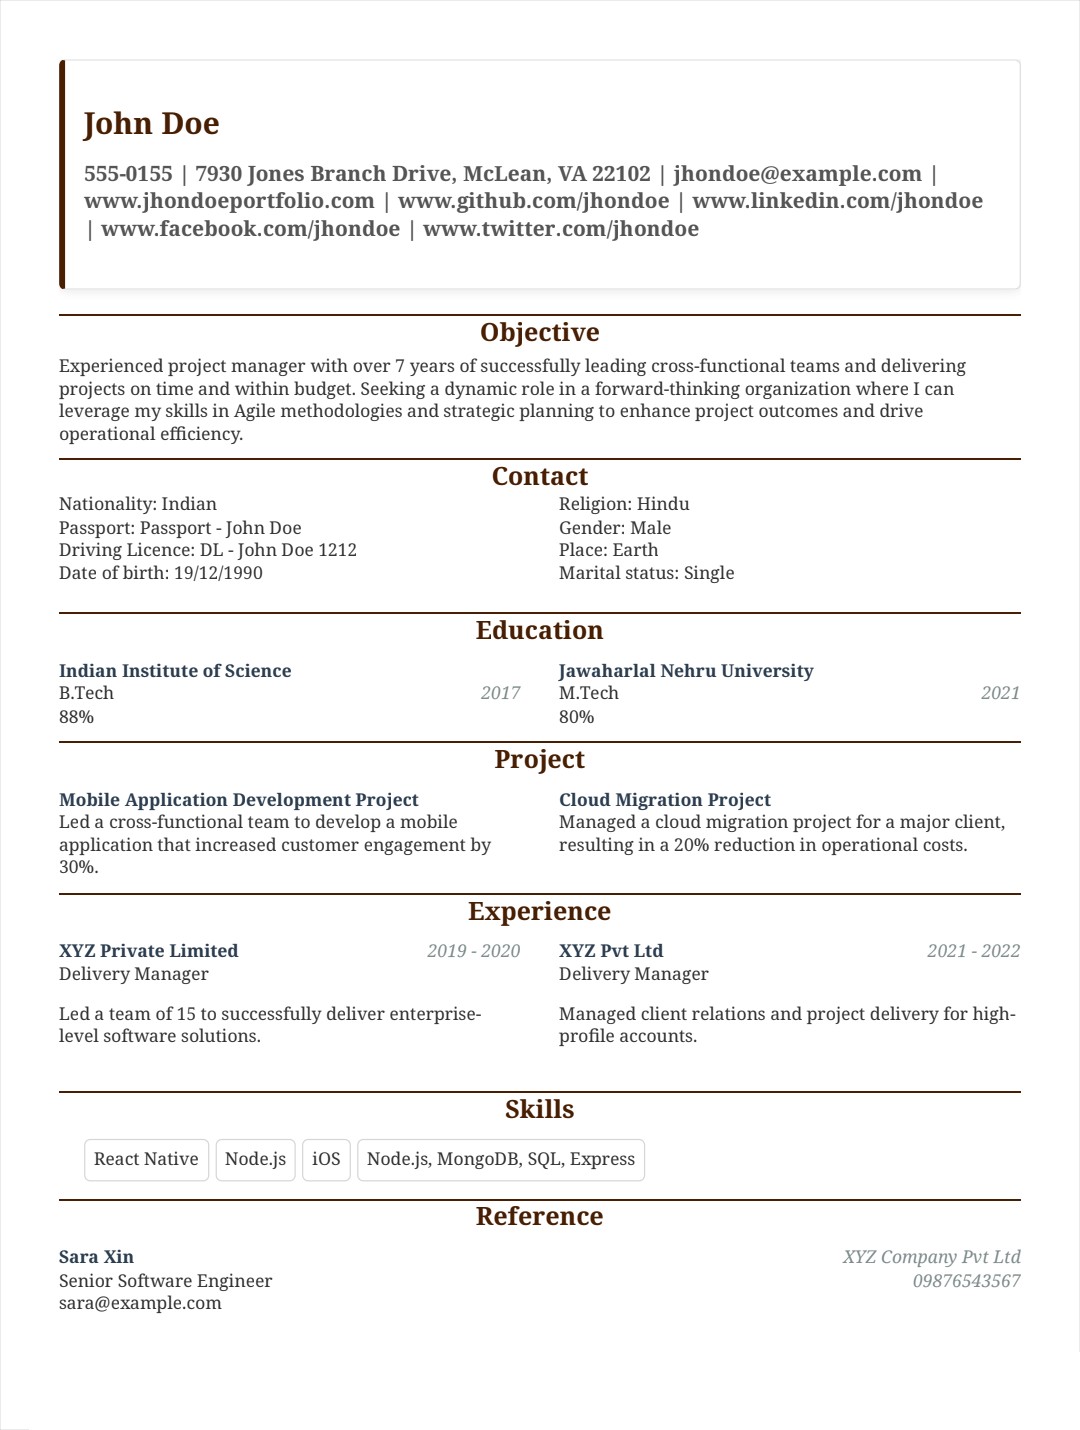 John Doe
555-0155 | 7930 Jones Branch Drive, McLean, VA 22102 | jhondoe@example.com |
www.jhondoeportfolio.com | www.github.com/jhondoe | www.linkedin.com/jhondoe
| www.facebook.com/jhondoe | www.twitter.com/jhondoe
Objective
Experienced project manager with over 7 years of successfully leading cross-functional teams and delivering
projects on time and within budget. Seeking a dynamic role in a forward-thinking organization where I can
leverage my skills in Agile methodologies and strategic planning to enhance project outcomes and drive
operational efficiency.
Contact
Nationality: Indian
Passport: Passport - John Doe
Driving Licence: DL - John Doe 1212
Date of birth: 19/12/1990
Religion: Hindu
Gender: Male
Place: Earth
Marital status: Single
Education
Indian Institute of Science
B.Tech 2017
88%
Jawaharlal Nehru University
M.Tech 2021
80%
Project
Mobile Application Development Project
Led a cross-functional team to develop a mobile
application that increased customer engagement by
30%.
Cloud Migration Project
Managed a cloud migration project for a major client,
resulting in a 20% reduction in operational costs.
Experience
XYZ Private Limited 2019 - 2020
Delivery Manager
Led a team of 15 to successfully deliver enterprise-
level software solutions.
XYZ Pvt Ltd 2021 - 2022
Delivery Manager
Managed client relations and project delivery for high-
profile accounts.
Skills
React Native Node.js iOS Node.js, MongoDB, SQL, Express
Reference
Sara Xin XYZ Company Pvt Ltd
Senior Software Engineer 09876543567
sara@example.com